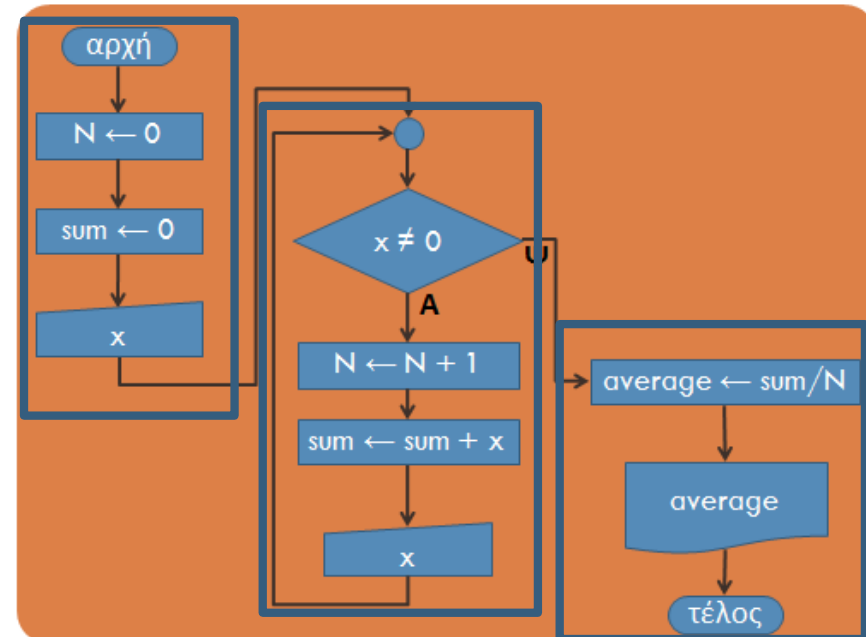 αρχή
N ← 0
sum ← 0
x
x ≠ 0
A
N ← N + 1
sum ← sum + x
x
average ← sum/N
average
τέλος